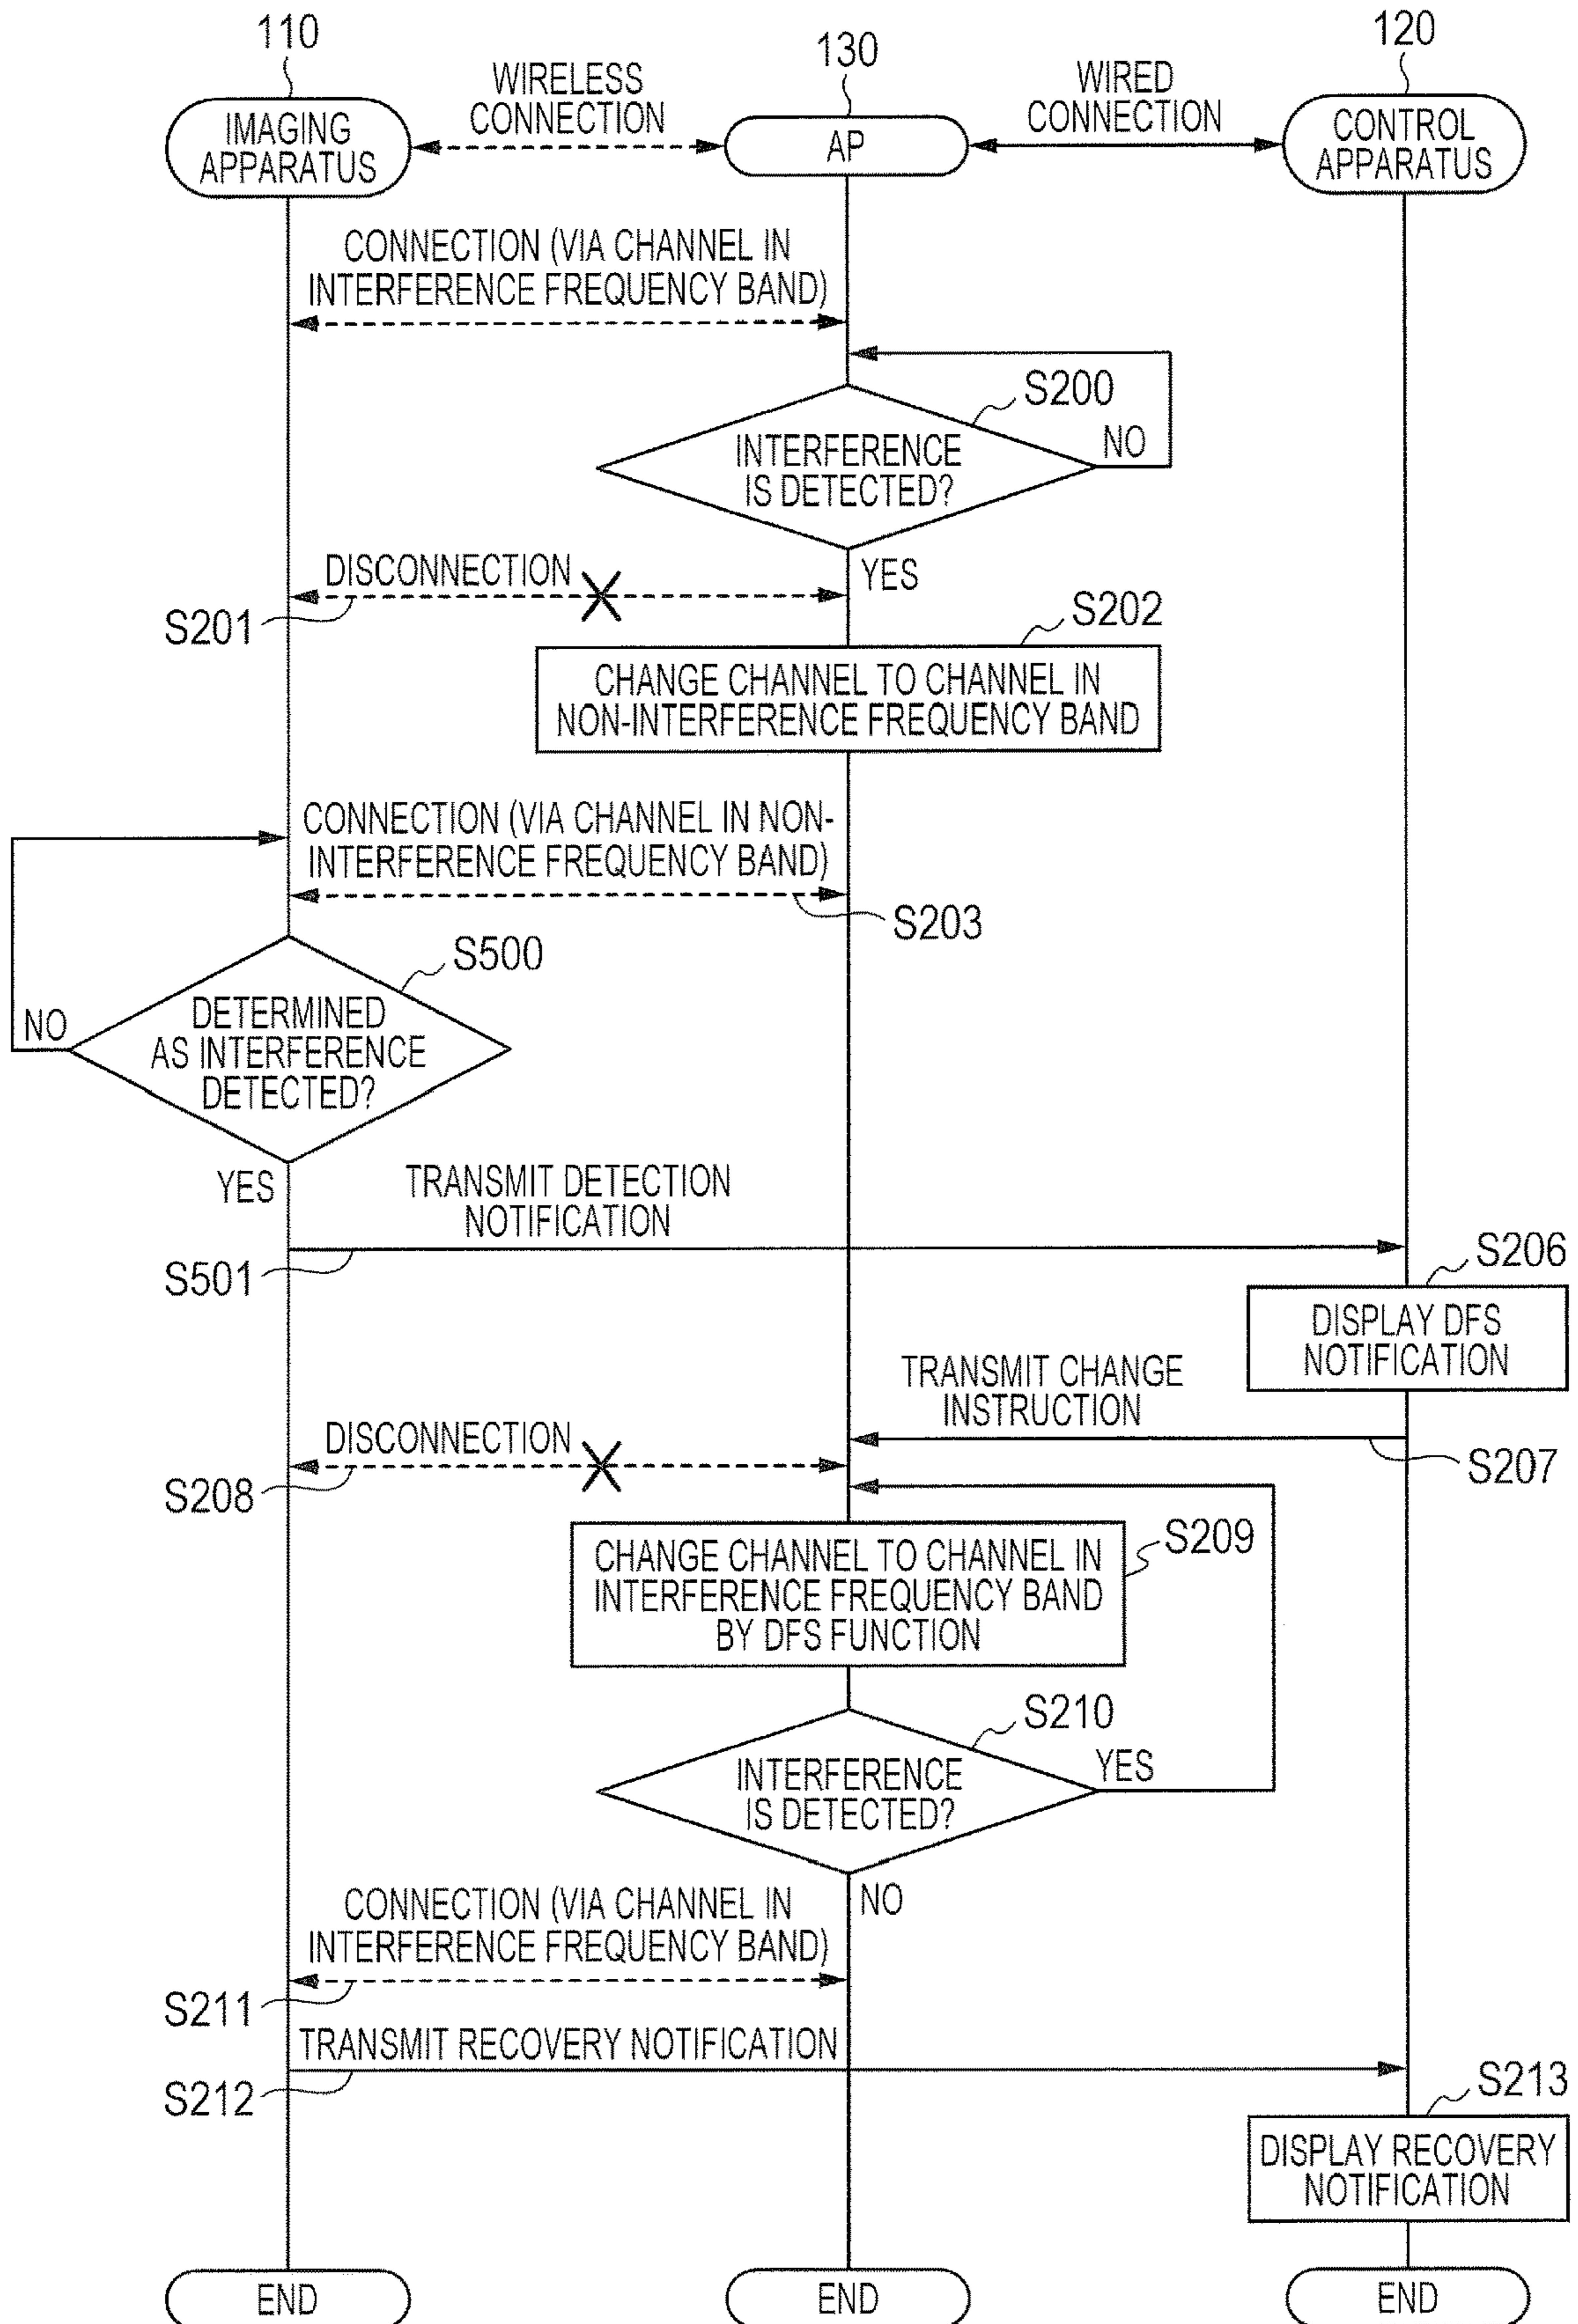 110
130
120
WIRELESS
CONNECTION
WIRED
CONNECTION
IMAGING
APPARATUS
AP
CONTROL
APPARATUS
CONNECTION (VIA CHANNEL IN
INTERFERENCE FREQUENCY BAND)
S200
INTERFERENCE
IS DETECTED?
NO
YES
DISCONNECTION
S201
S202
CHANGE CHANNEL TO CHANNEL IN
NON-INTERFERENCE FREQUENCY BAND
CONNECTION (VIA CHANNEL IN NON-
INTERFERENCE FREQUENCY BAND)
S203
S500
DETERMINED
AS INTERFERENCE
DETECTED?
NO
YES
TRANSMIT DETECTION
NOTIFICATION
S501
S206
DISPLAY DFS
NOTIFICATION
TRANSMIT CHANGE
INSTRUCTION
S207
DISCONNECTION
S208
S209
CHANGE CHANNEL TO CHANNEL IN
INTERFERENCE FREQUENCY BAND
BY DFS FUNCTION
S210
INTERFERENCE
IS DETECTED?
YES
NO
CONNECTION (VIA CHANNEL IN
INTERFERENCE FREQUENCY BAND)
S211
TRANSMIT RECOVERY NOTIFICATION
S212
S213
DISPLAY RECOVERY
NOTIFICATION
END
END
END